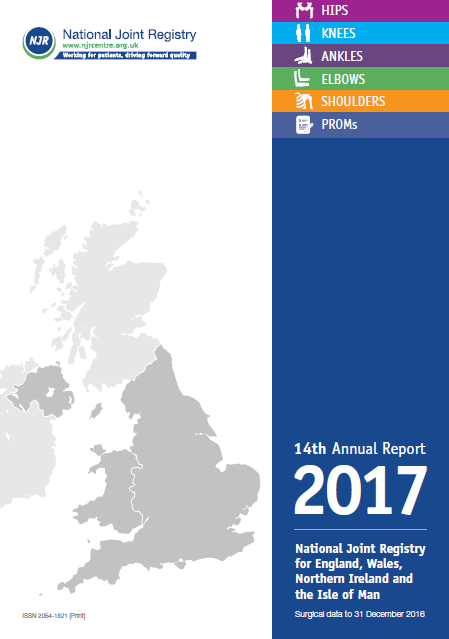 NJR
National Joint Registry
www.njrcentre.org.uk
Working for patients, driving forward quality
HIPS
KNEES
ANKLES
ELBOWS
SHOULDERS
PROMs
14th Annual Report
2017
National Joint Registry
for England, Wales,
Northern Ireland and
the Isle of Man
Surgical data to 31 December 2016
ISSN 2054-1821 (Print)